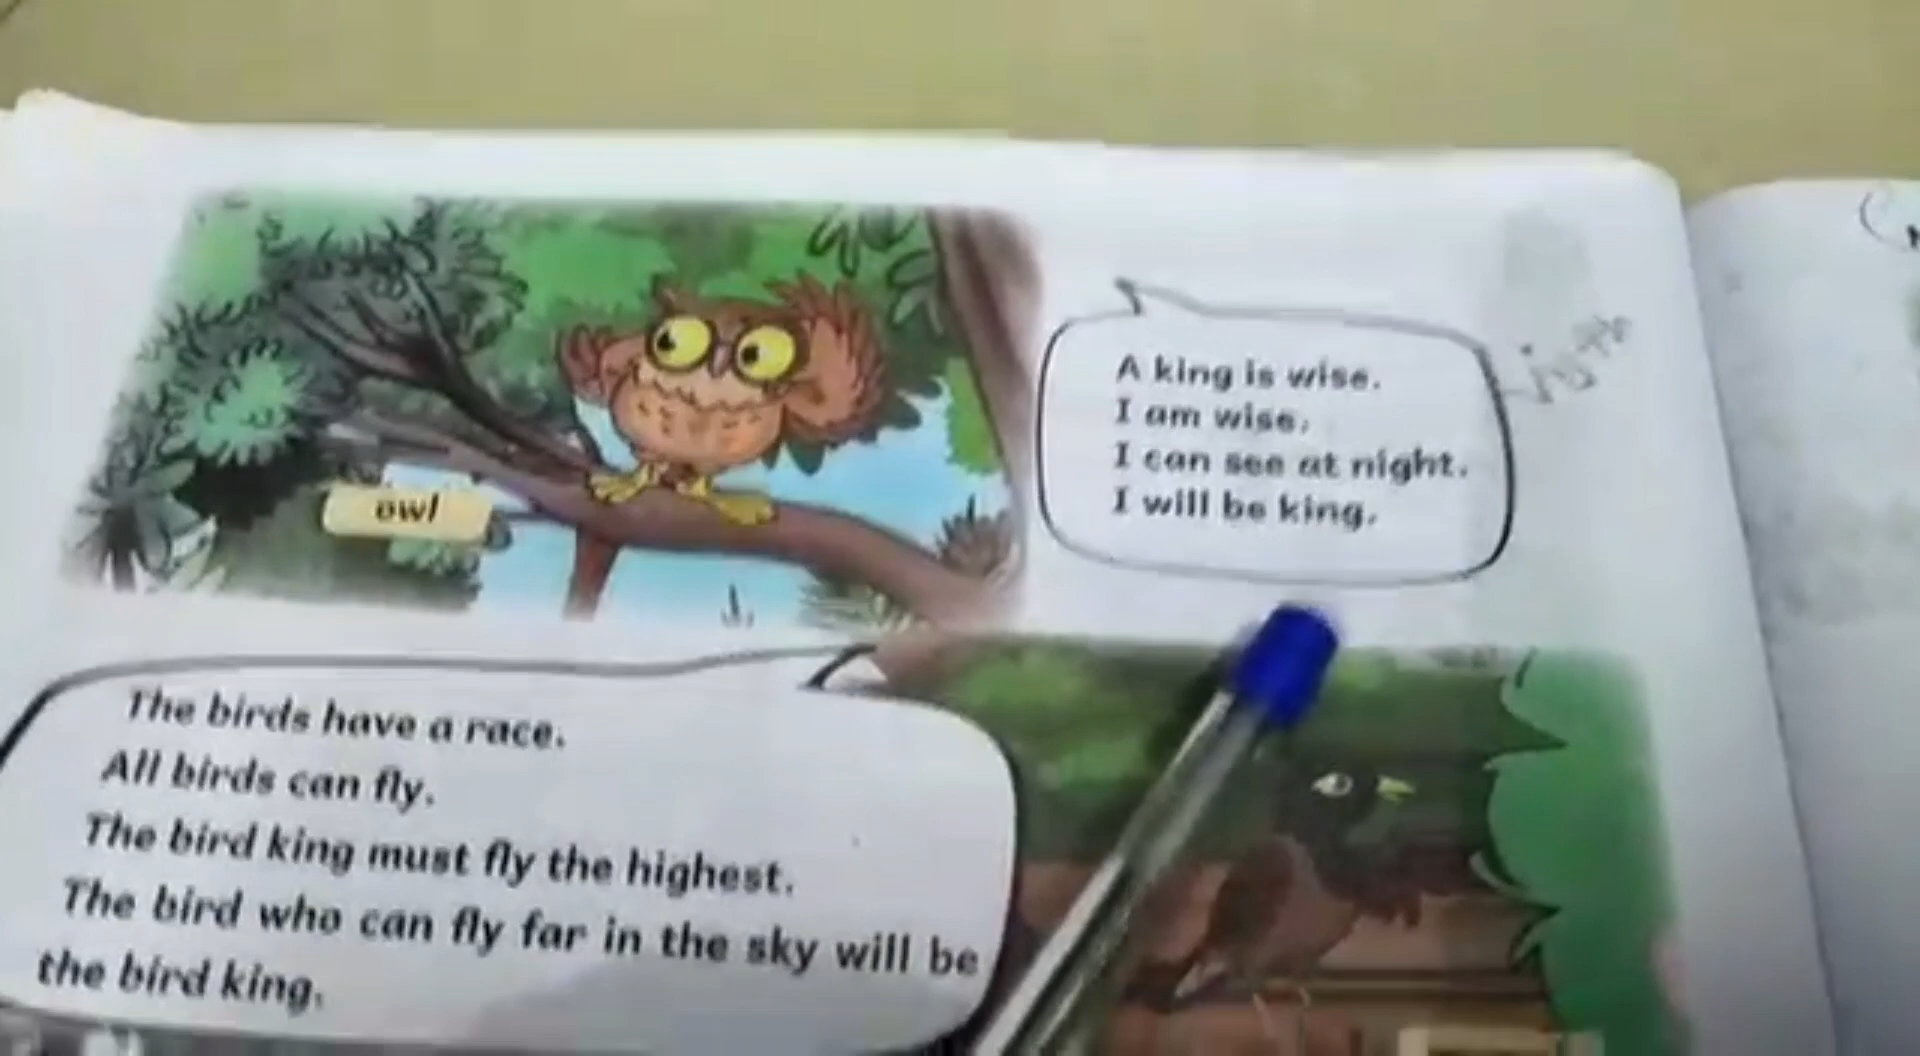 A king is wise.
I am wise.
I can see at night.
I will be king.
owl
The birds have a race.
All birds can fly.
The bird king must fly the highest.
The bird who can fly far in the sky will be
the bird king.